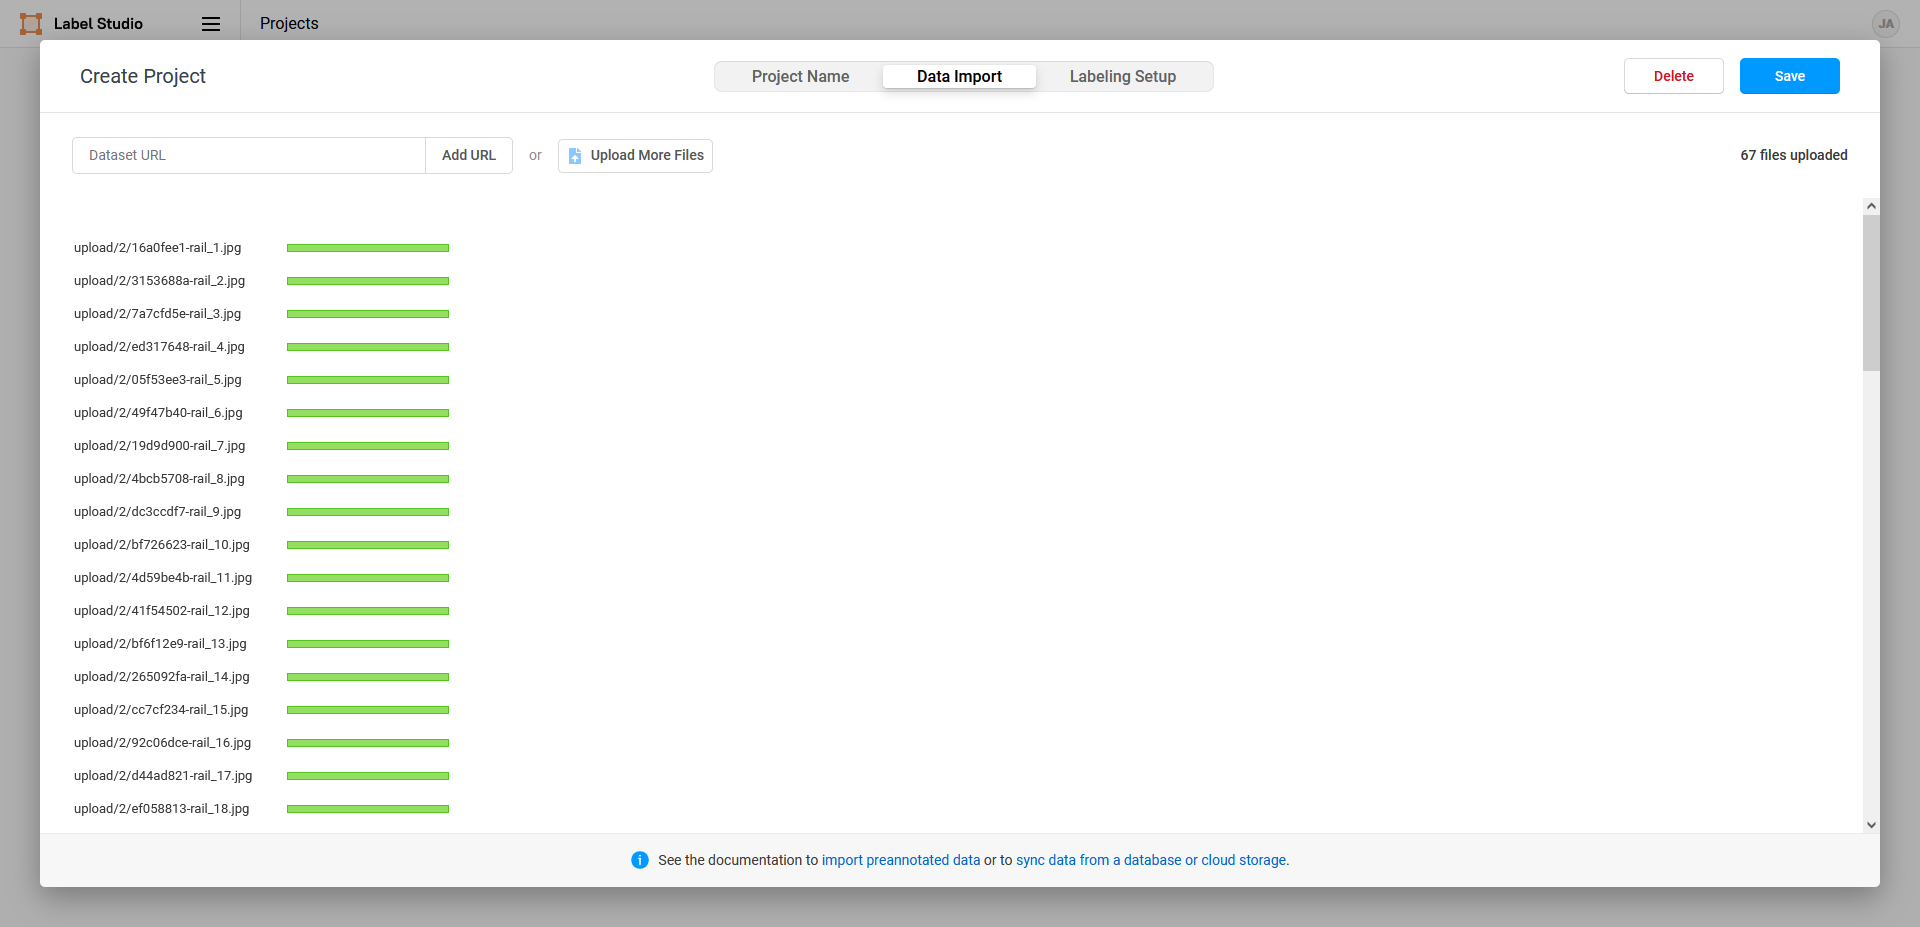 Label Studio
Projects
JA
Create Project
Project Name
Data Import
Labeling Setup
Delete
Save
Dataset URL
Add URL
or
Upload More Files
67 files uploaded
upload/2/16a0fee1-rail_1.jpg
upload/2/3153688a-rail_2.jpg
upload/2/7a7cfd5e-rail_3.jpg
upload/2/ed317648-rail_4.jpg
upload/2/05f53ee3-rail_5.jpg
upload/2/49f47b40-rail_6.jpg
upload/2/19d9d900-rail_7.jpg
upload/2/4bcb5708-rail_8.jpg
upload/2/dc3ccdf7-rail_9.jpg
upload/2/bf726623-rail_10.jpg
upload/2/4d59be4b-rail_11.jpg
upload/2/41f54502-rail_12.jpg
upload/2/bf6f12e9-rail_13.jpg
upload/2/265092fa-rail_14.jpg
upload/2/cc7cf234-rail_15.jpg
upload/2/92c06dce-rail_16.jpg
upload/2/d44ad821-rail_17.jpg
upload/2/ef058813-rail_18.jpg
See the documentation to import preannotated data or to sync data from a database or cloud storage.